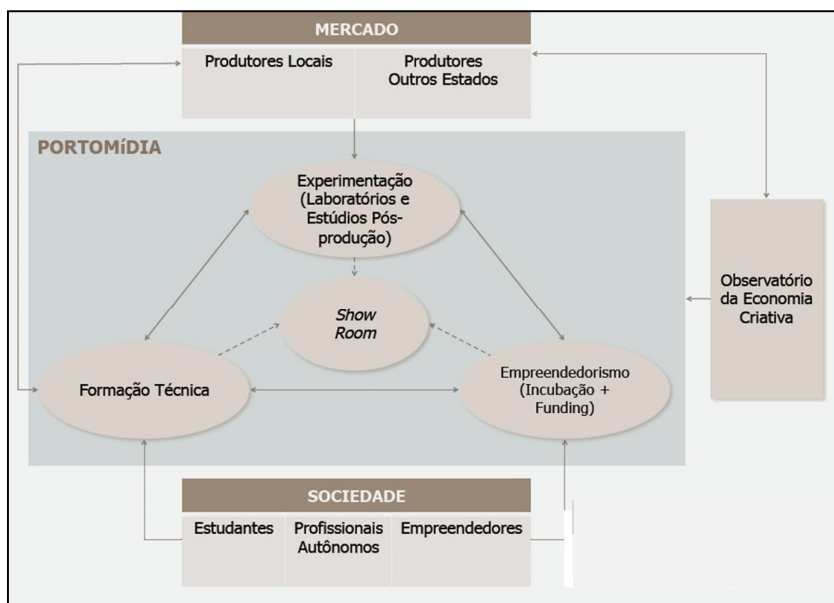 MERCADO
Produtores Locais
Produtores
Outros Estados
PORTOMíDIA
Experimentação
(Laboratórios e
Estúdios Pós-
produção)
Show
Room
Observatório
da Economia
Criativa
Formação Técnica
Empreendedorismo
(Incubação +
Funding)
SOCIEDADE
Estudantes
Profissionais
Autônomos
Empreendedores